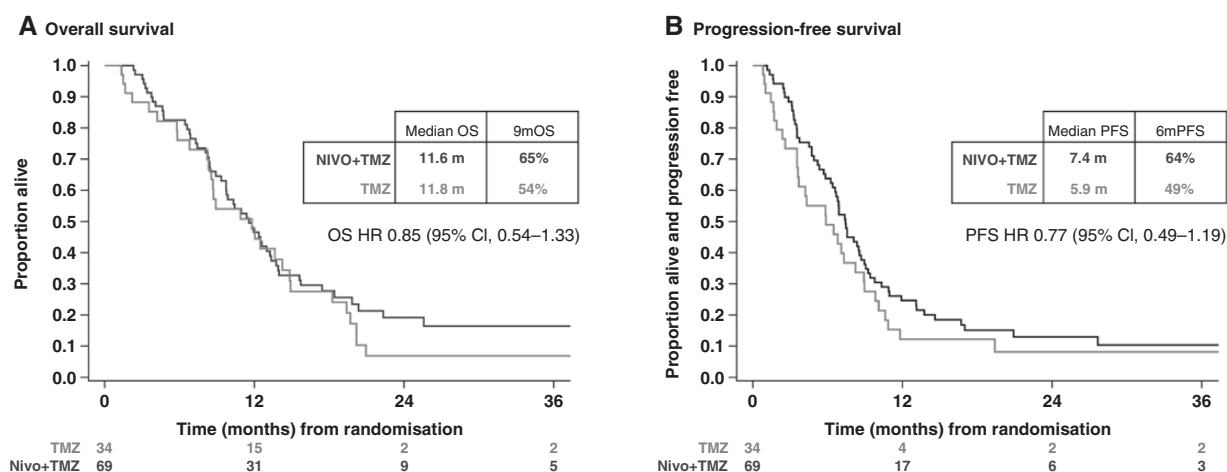 A Overall survival
1.0
0.9
0.8
0.7
0.6
0.5
0.4
0.3
0.2
0.1
0.0
Proportion alive
Median OS 9mOS
NIVO+TMZ 11.6 m 65%
TMZ 11.8 m 54%
OS HR 0.85 (95% CI, 0.54–1.33)
0 12 24 36
Time (months) from randomisation
TMZ 34 15 2 2
Nivo+TMZ 69 31 9 5
B Progression-free survival
1.0
0.9
0.8
0.7
0.6
0.5
0.4
0.3
0.2
0.1
0.0
Proportion alive and progression free
Median PFS 6mPFS
NIVO+TMZ 7.4 m 64%
TMZ 5.9 m 49%
PFS HR 0.77 (95% CI, 0.49–1.19)
0 12 24 36
Time (months) from randomisation
TMZ 34 4 2 2
Nivo+TMZ 69 17 6 3